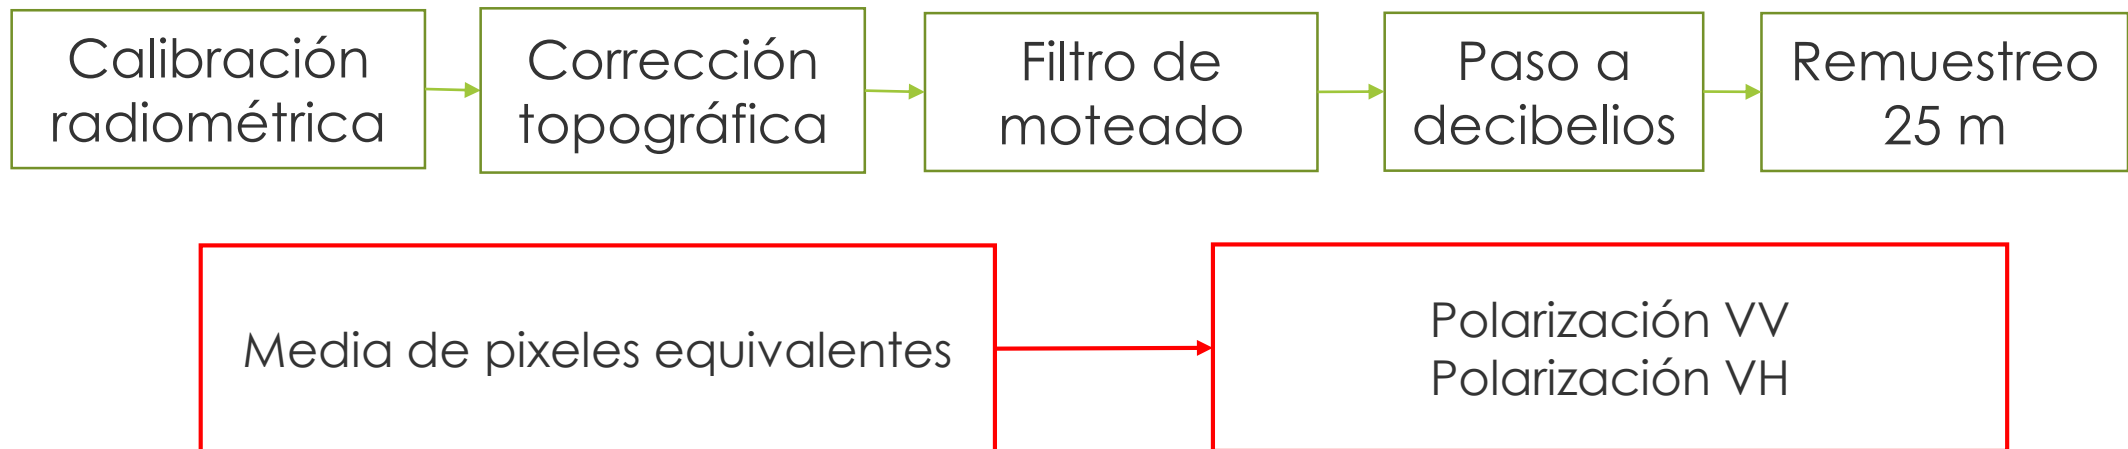 Calibración
radiométrica
Corrección
topográfica
Filtro de
moteado
Paso a
decibelios
Remuestreo
25 m
Media de pixeles equivalentes
Polarización VV
Polarización VH